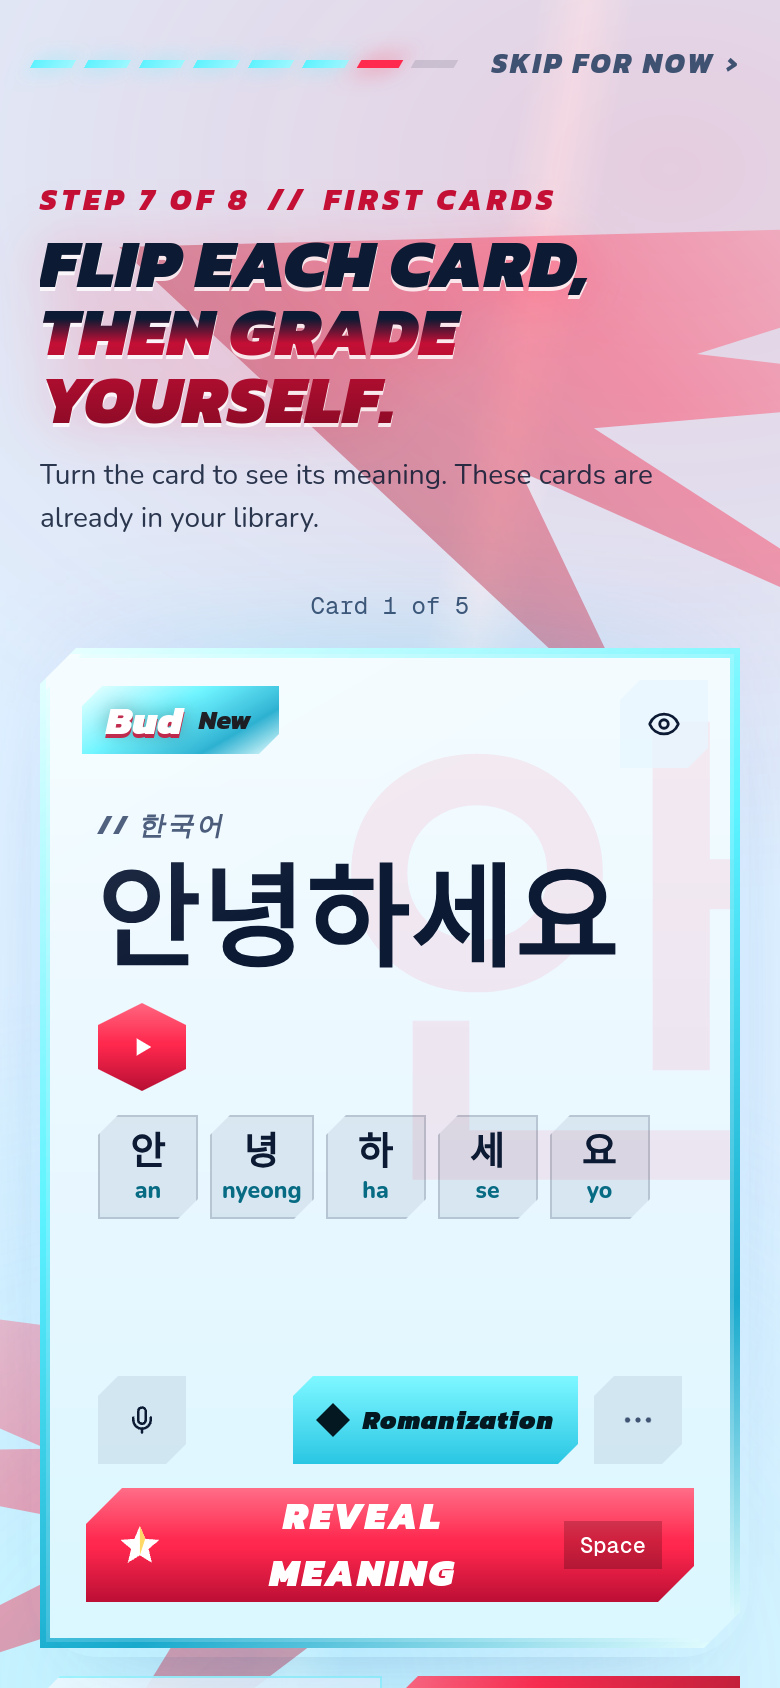 SKIP FOR NOW >
STEP 7 OF 8 // FIRST CARDS
FLIP EACH CARD,
THEN GRADE
YOURSELF.
Turn the card to see its meaning. These cards are
already in your library.
Card 1 of 5
Bud New
// 한국어
안녕하세요
안 녕 하 세 요
an nyeong ha se yo
Romanization
REVEAL
MEANING
Space
안